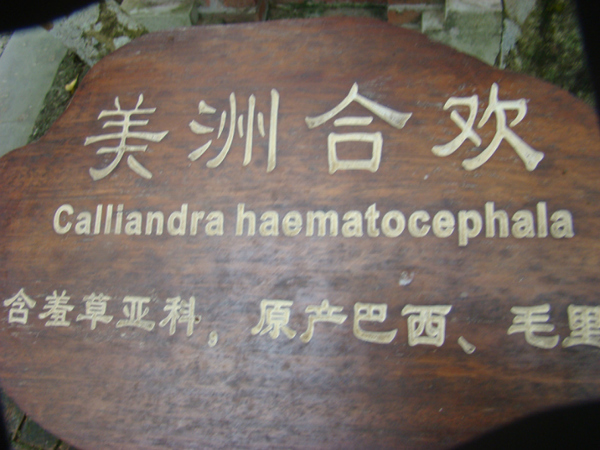 美洲合欢
Calliandra haematocephala
含羞草亚科，原产巴西、毛里